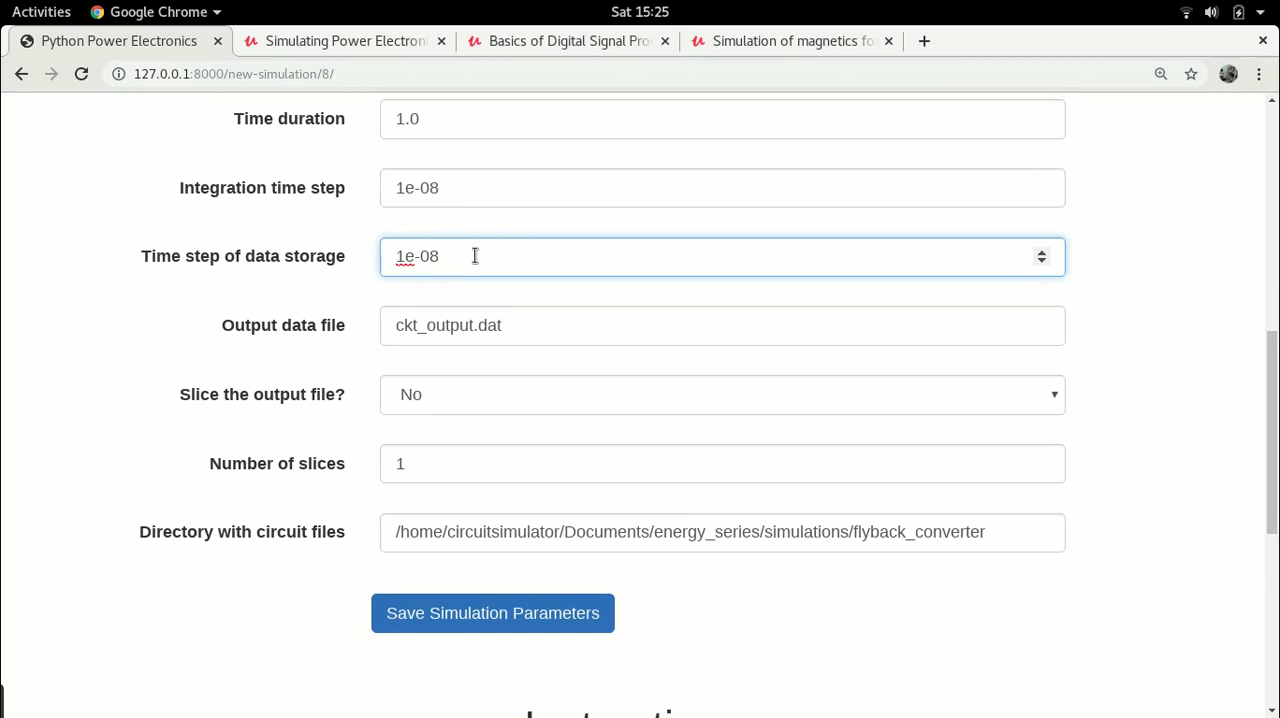 Activities Google Chrome Sat 15:25
Python Power Electronics Simulating Power Electroni Basics of Digital Signal Pro Simulation of magnetics fo
127.0.0.1:8000/new-simulation/8/
Time duration 1.0
Integration time step 1e-08
Time step of data storage 1e-08
Output data file ckt_output.dat
Slice the output file? No
Number of slices 1
Directory with circuit files /home/circuitsimulator/Documents/energy_series/simulations/flyback_converter
Save Simulation Parameters